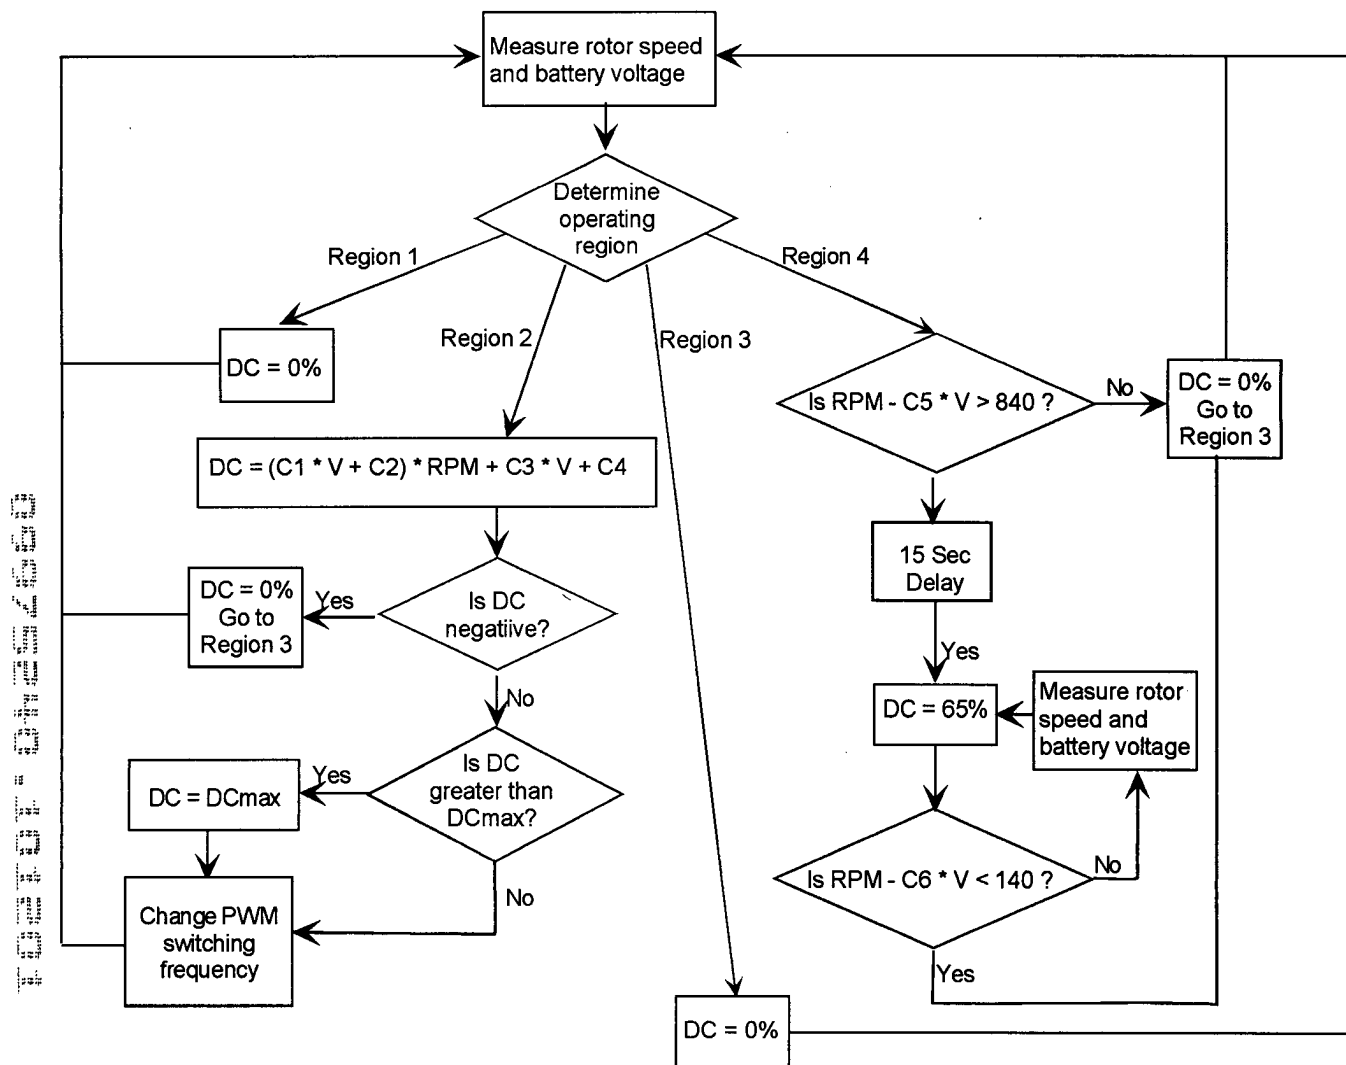 Measure rotor speed
and battery voltage
Determine
operating
region
Region 1
Region 2
Region 3
Region 4
DC = 0%
DC = (C1 * V + C2) * RPM + C3 * V + C4
Is DC
negatiive?
Yes
DC = 0%
Go to
Region 3
No
Is DC
greater than
DCmax?
Yes
DC = DCmax
No
Change PWM
switching
frequency
DC = 0%
Is RPM - C5 * V > 840 ?
No
DC = 0%
Go to
Region 3
15 Sec
Delay
Yes
DC = 65%
Measure rotor
speed and
battery voltage
Is RPM - C6 * V < 140 ?
No
Yes